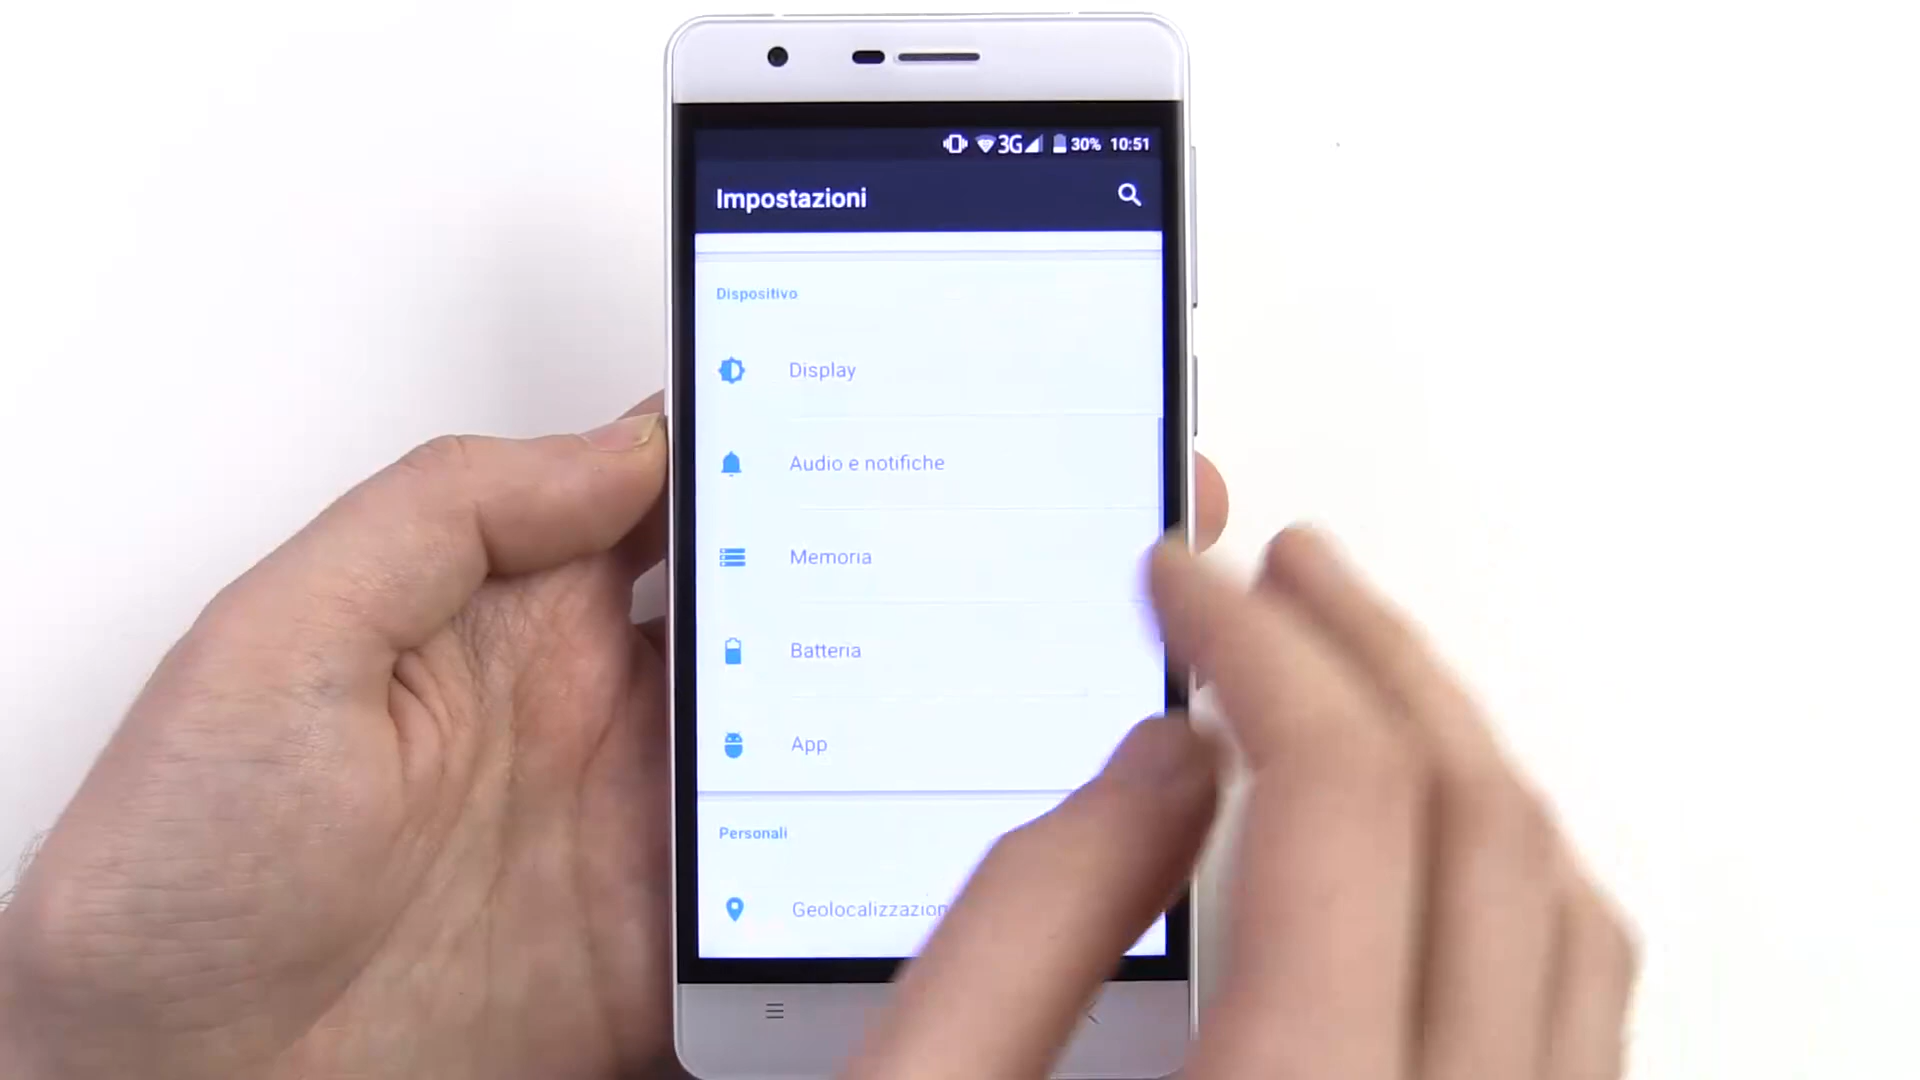 3G 30% 10:51
Impostazioni
Dispositivo
Display
Audio e notifiche
Memoria
Batteria
App
Personali
Geolocalizzazion